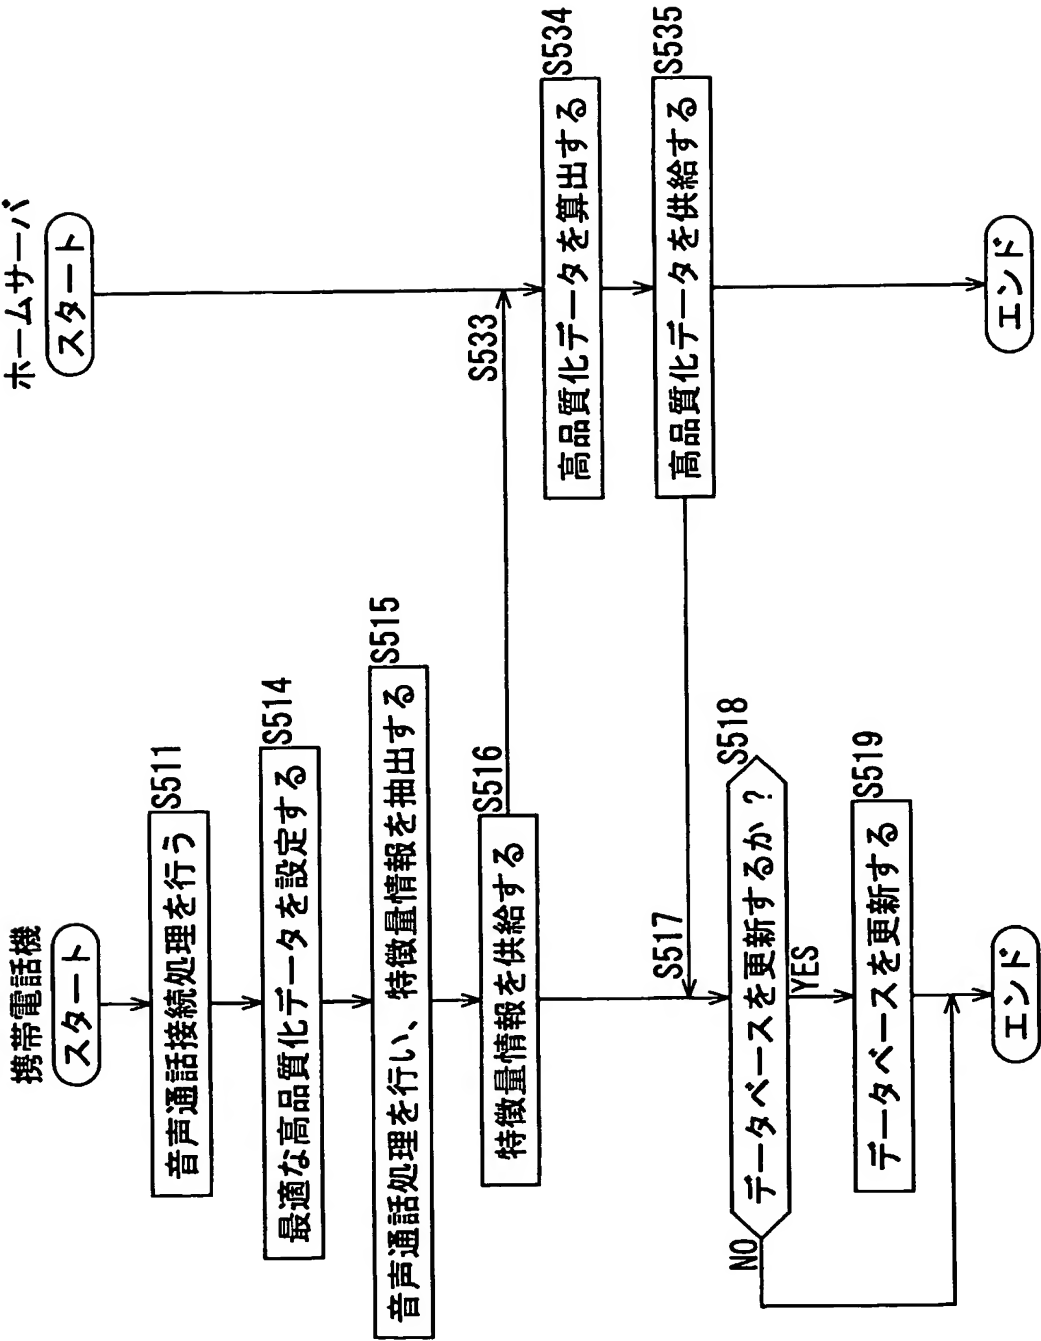 携帯電話機
スタート
音声通話接続処理を行う
S511
最適な高品質化データを設定する
S514
音声通話処理を行い、特徴量情報を抽出する
S515
特徴量情報を供給する
S516
S517
データベースを更新するか？
S518
YES
NO
データベースを更新する
S519
エンド
ホームサーバ
スタート
S533
高品質化データを算出する
S534
高品質化データを供給する
S535
エンド